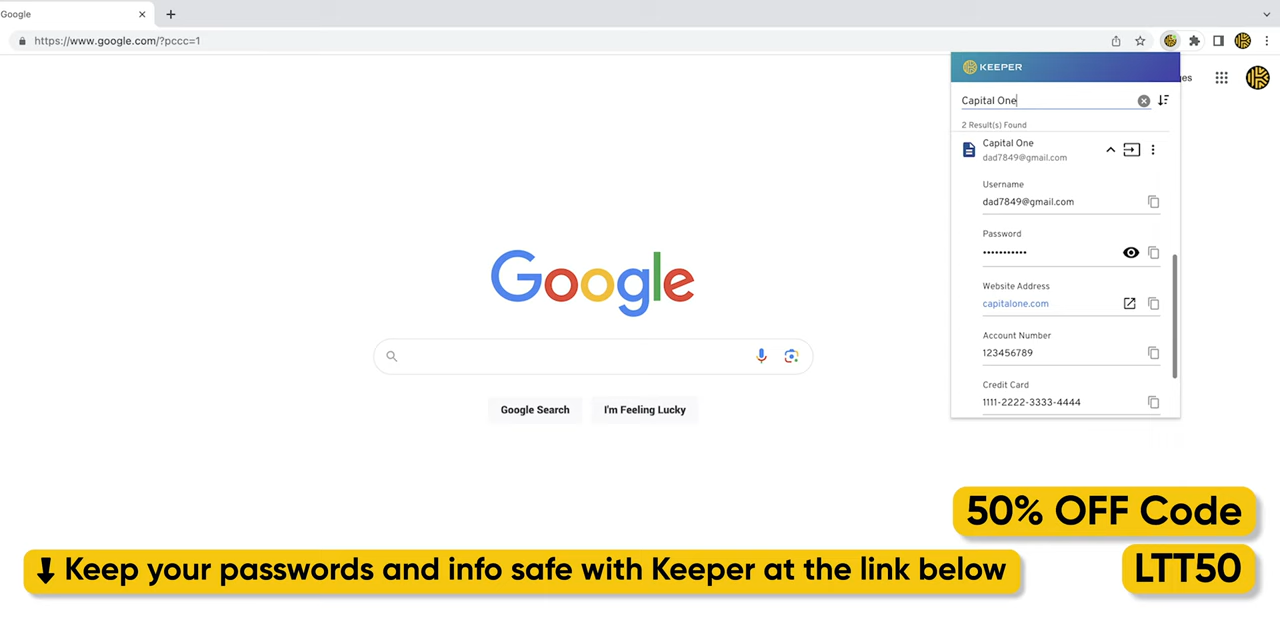 Google
https://www.google.com/?pccc=1
KEEPER
es
Capital One
2 Result(s) Found
Capital One
dad7849@gmail.com
Username
dad7849@gmail.com
Password
•••••••••••
Website Address
capitalone.com
Account Number
123456789
Credit Card
1111-2222-3333-4444
Google
Google Search
I'm Feeling Lucky
50% OFF Code
Keep your passwords and info safe with Keeper at the link below
LTT50